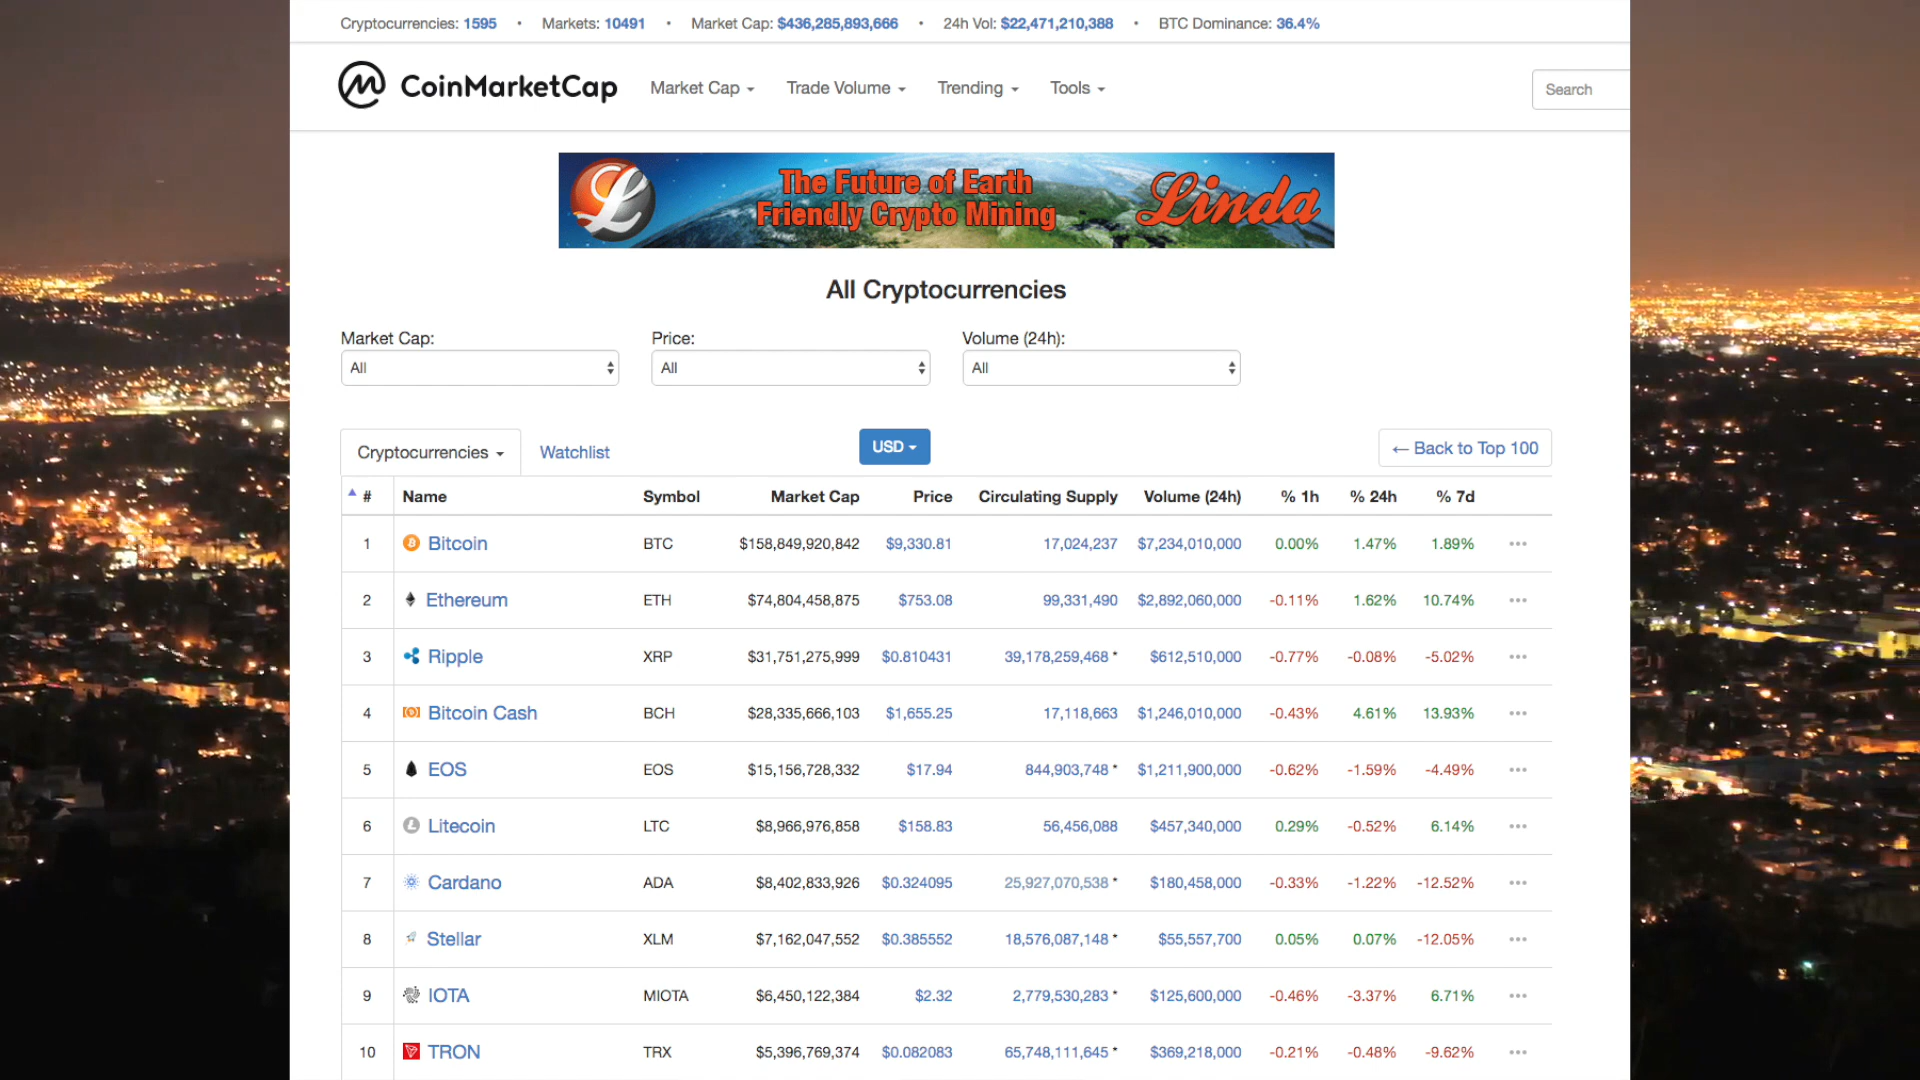 Cryptocurrencies: 1595 • Markets: 10491 • Market Cap: $436,285,893,666 • 24h Vol: $22,471,210,388 • BTC Dominance: 36.4%
CoinMarketCap Market Cap Trade Volume Trending Tools Search
The Future of Earth
Friendly Crypto Mining
Linda
All Cryptocurrencies
Market Cap: Price: Volume (24h):
All All All
Cryptocurrencies Watchlist USD ← Back to Top 100
# Name Symbol Market Cap Price Circulating Supply Volume (24h) % 1h % 24h % 7d
1 Bitcoin BTC $158,849,920,842 $9,330.81 17,024,237 $7,234,010,000 0.00% 1.47% 1.89%
2 Ethereum ETH $74,804,458,875 $753.08 99,331,490 $2,892,060,000 -0.11% 1.62% 10.74%
3 Ripple XRP $31,751,275,999 $0.810431 39,178,259,468 * $612,510,000 -0.77% -0.08% -5.02%
4 Bitcoin Cash BCH $28,335,666,103 $1,655.25 17,118,663 $1,246,010,000 -0.43% 4.61% 13.93%
5 EOS EOS $15,156,728,332 $17.94 844,903,748 * $1,211,900,000 -0.62% -1.59% -4.49%
6 Litecoin LTC $8,966,976,858 $158.83 56,456,088 $457,340,000 0.29% -0.52% 6.14%
7 Cardano ADA $8,402,833,926 $0.324095 25,927,070,538 * $180,458,000 -0.33% -1.22% -12.52%
8 Stellar XLM $7,162,047,552 $0.385552 18,576,087,148 * $55,557,700 0.05% 0.07% -12.05%
9 IOTA MIOTA $6,450,122,384 $2.32 2,779,530,283 * $125,600,000 -0.46% -3.37% 6.71%
10 TRON TRX $5,396,769,374 $0.082083 65,748,111,645 * $369,218,000 -0.21% -0.48% -9.62%